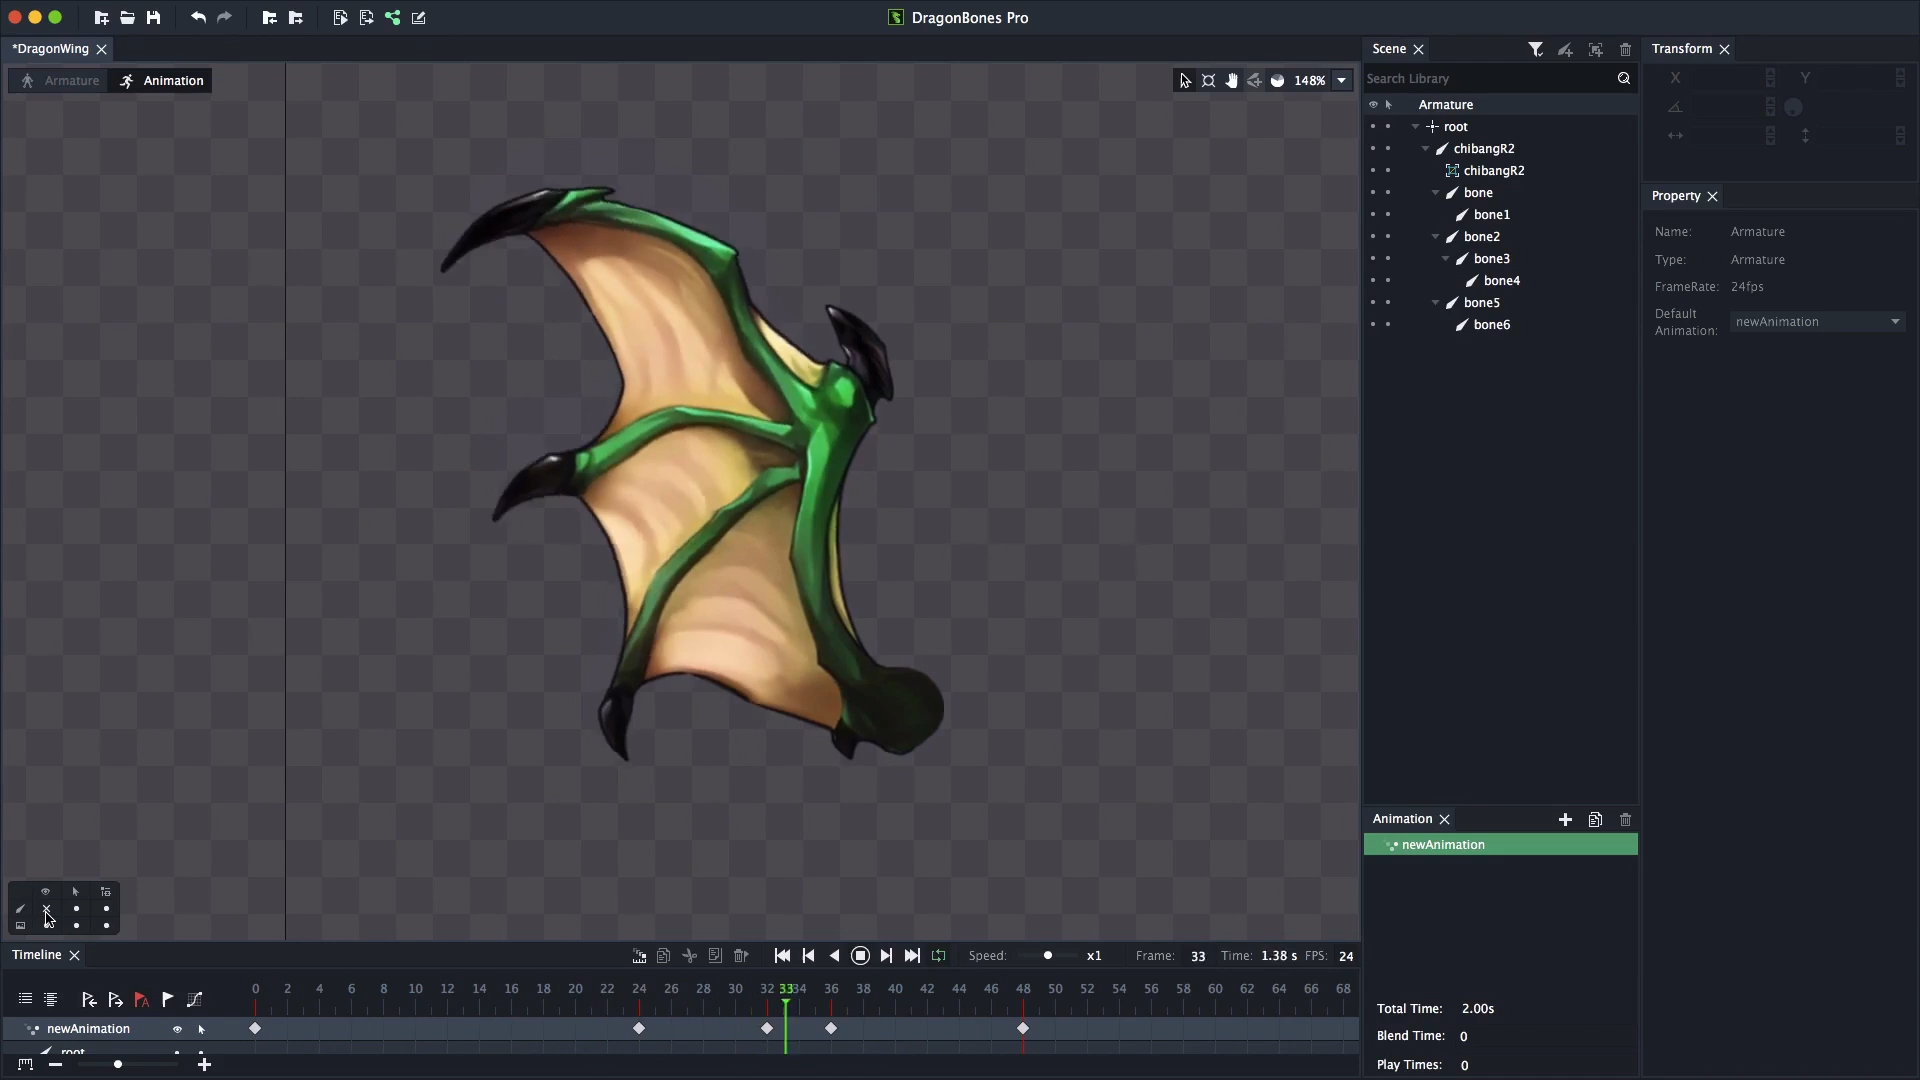 DragonBones Pro
*DragonWing
Armature
Animation
148%
Scene
Search Library
Armature
root
chibangR2
chibangR2
bone
bone1
bone2
bone3
bone4
bone5
bone6
Transform
X
Y
Property
Name: Armature
Type: Armature
FrameRate: 24fps
Default
Animation: newAnimation
Animation
newAnimation
Total Time: 2.00s
Blend Time: 0
Play Times: 0
Timeline
Speed: x1 Frame: 33 Time: 1.38 s FPS: 24
0 2 4 6 8 10 12 14 16 18 20 22 24 26 28 30 32 33 34 36 38 40 42 44 46 48 50 52 54 56 58 60 62 64 66 68
newAnimation
root